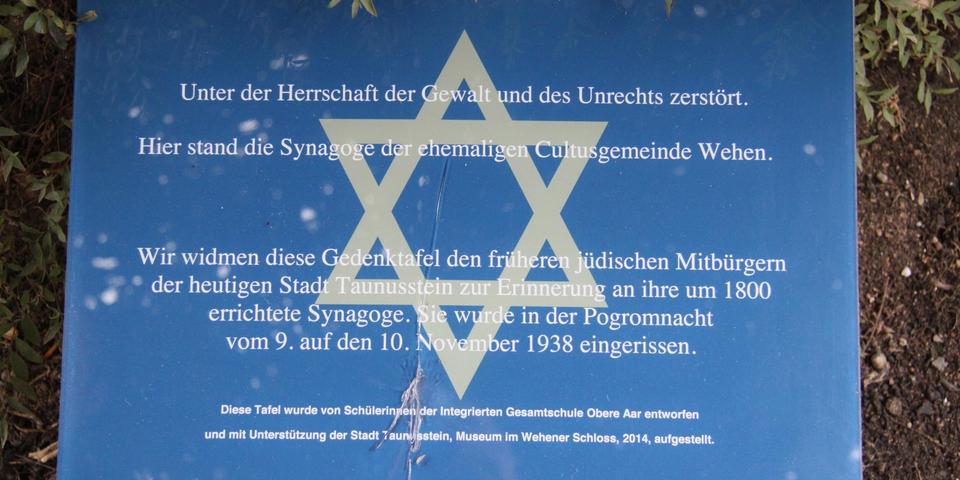 Unter der Herrschaft der Gewalt und des Unrechts zerstört.
Hier stand die Synagoge der ehemaligen Cultusgemeinde Wehen.
Wir widmen diese Gedenktafel den früheren jüdischen Mitbürgern
der heutigen Stadt Taunusstein zur Erinnerung an ihre um 1800
errichtete Synagoge. Sie wurde in der Pogromnacht
vom 9. auf den 10. November 1938 eingerissen.
Diese Tafel wurde von Schülerinnen der Integrierten Gesamtschule Obere Aar entworfen
und mit Unterstützung der Stadt Taunusstein, Museum im Wehener Schloss, 2014, aufgestellt.